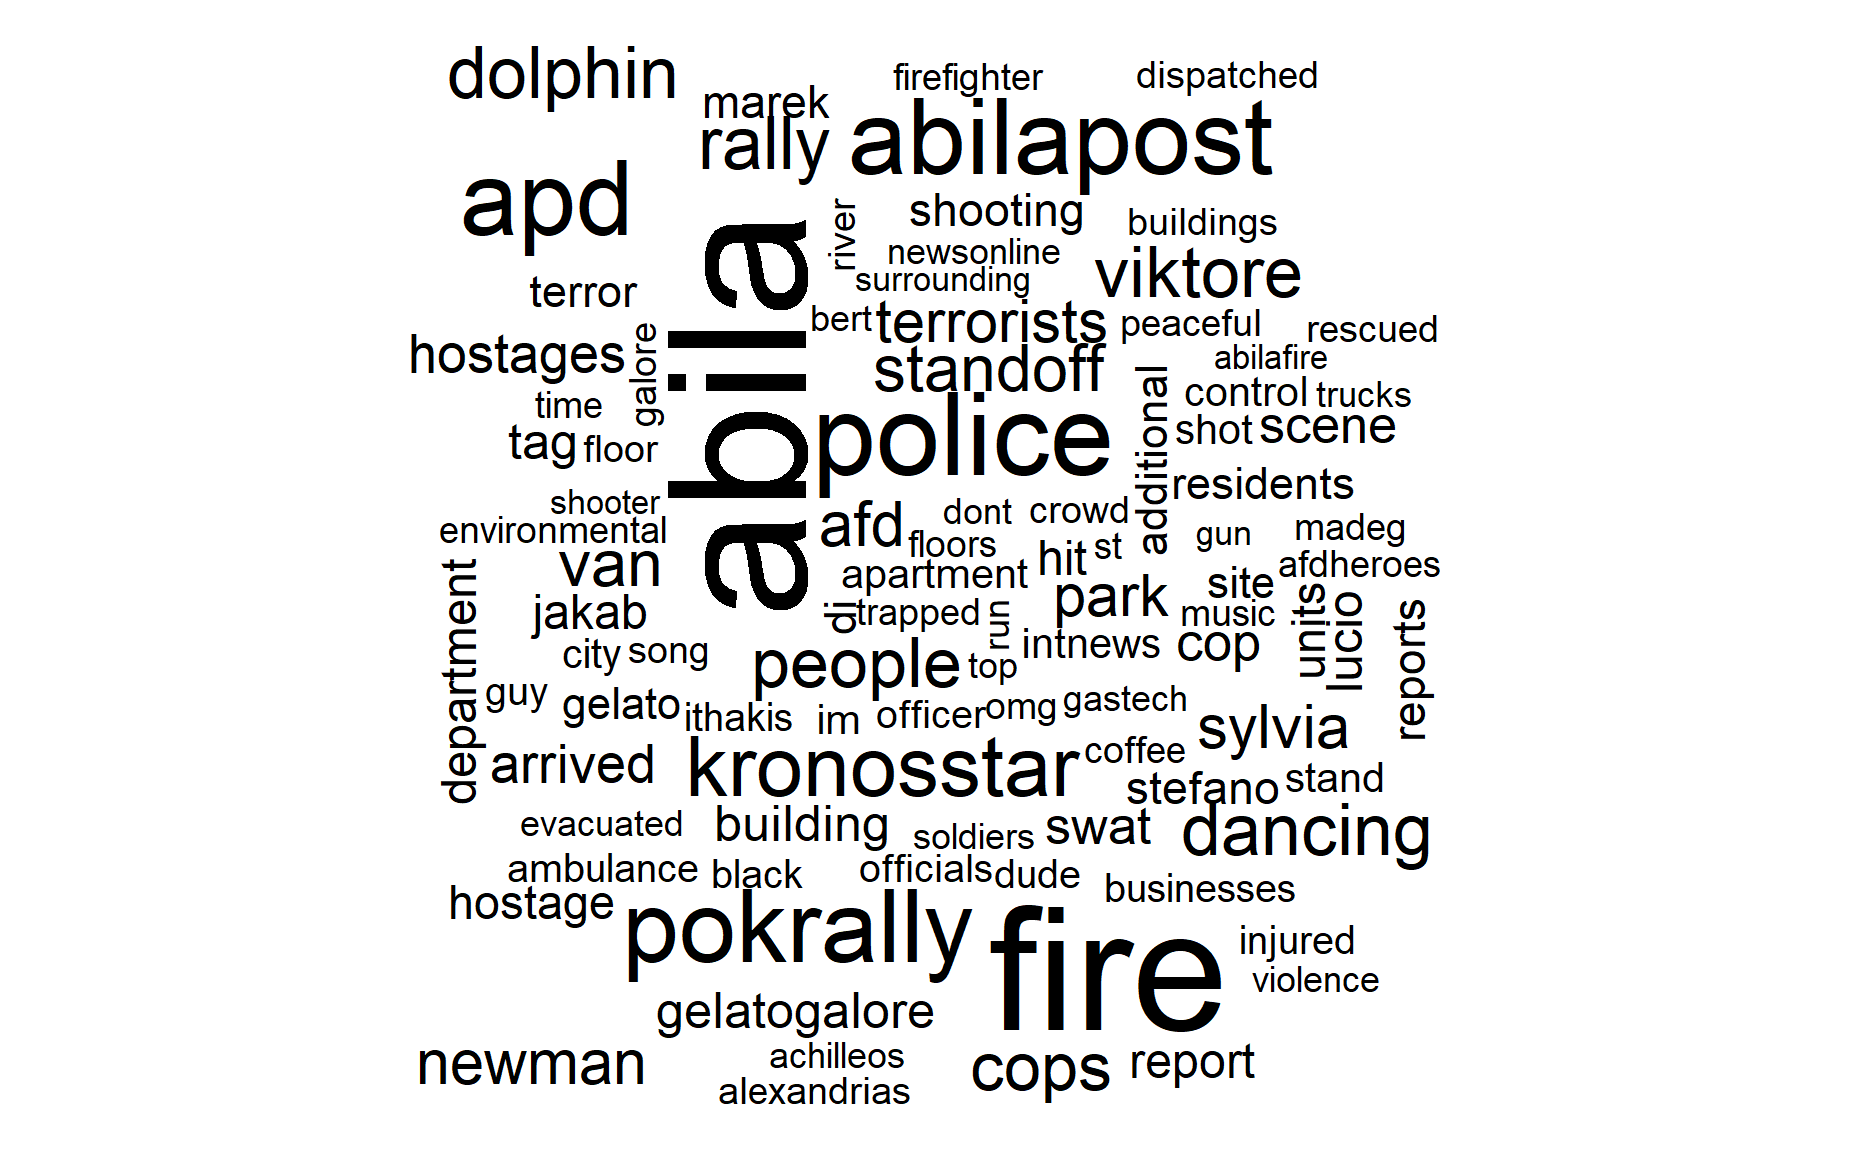 dolphin
firefighter
dispatched
marek
rally
abilapost
apd
river
shooting
buildings
newsonline
surrounding
viktore
terror
abila
bert
terrorists
peaceful
rescued
hostages
galore
standoff
abilafire
time
additional
control
trucks
tag
floor
police
shot
scene
shooter
residents
environmental
afd
dont
crowd
gun
madeg
van
floors
hit
st
afdheroes
department
apartment
park
site
jakab
dj
trapped
run
music
units
lucio
reports
city
song
people
top
intnews
cop
guy
gelato
ithakis
im
officer
omg
gastech
sylvia
arrived
kronosstar
coffee
stefano
stand
evacuated
building
soldiers
swat
dancing
ambulance
black
officials
dude
businesses
hostage
pokrally
fire
injured
violence
gelatogalore
newman
achilleos
cops
report
alexandrias